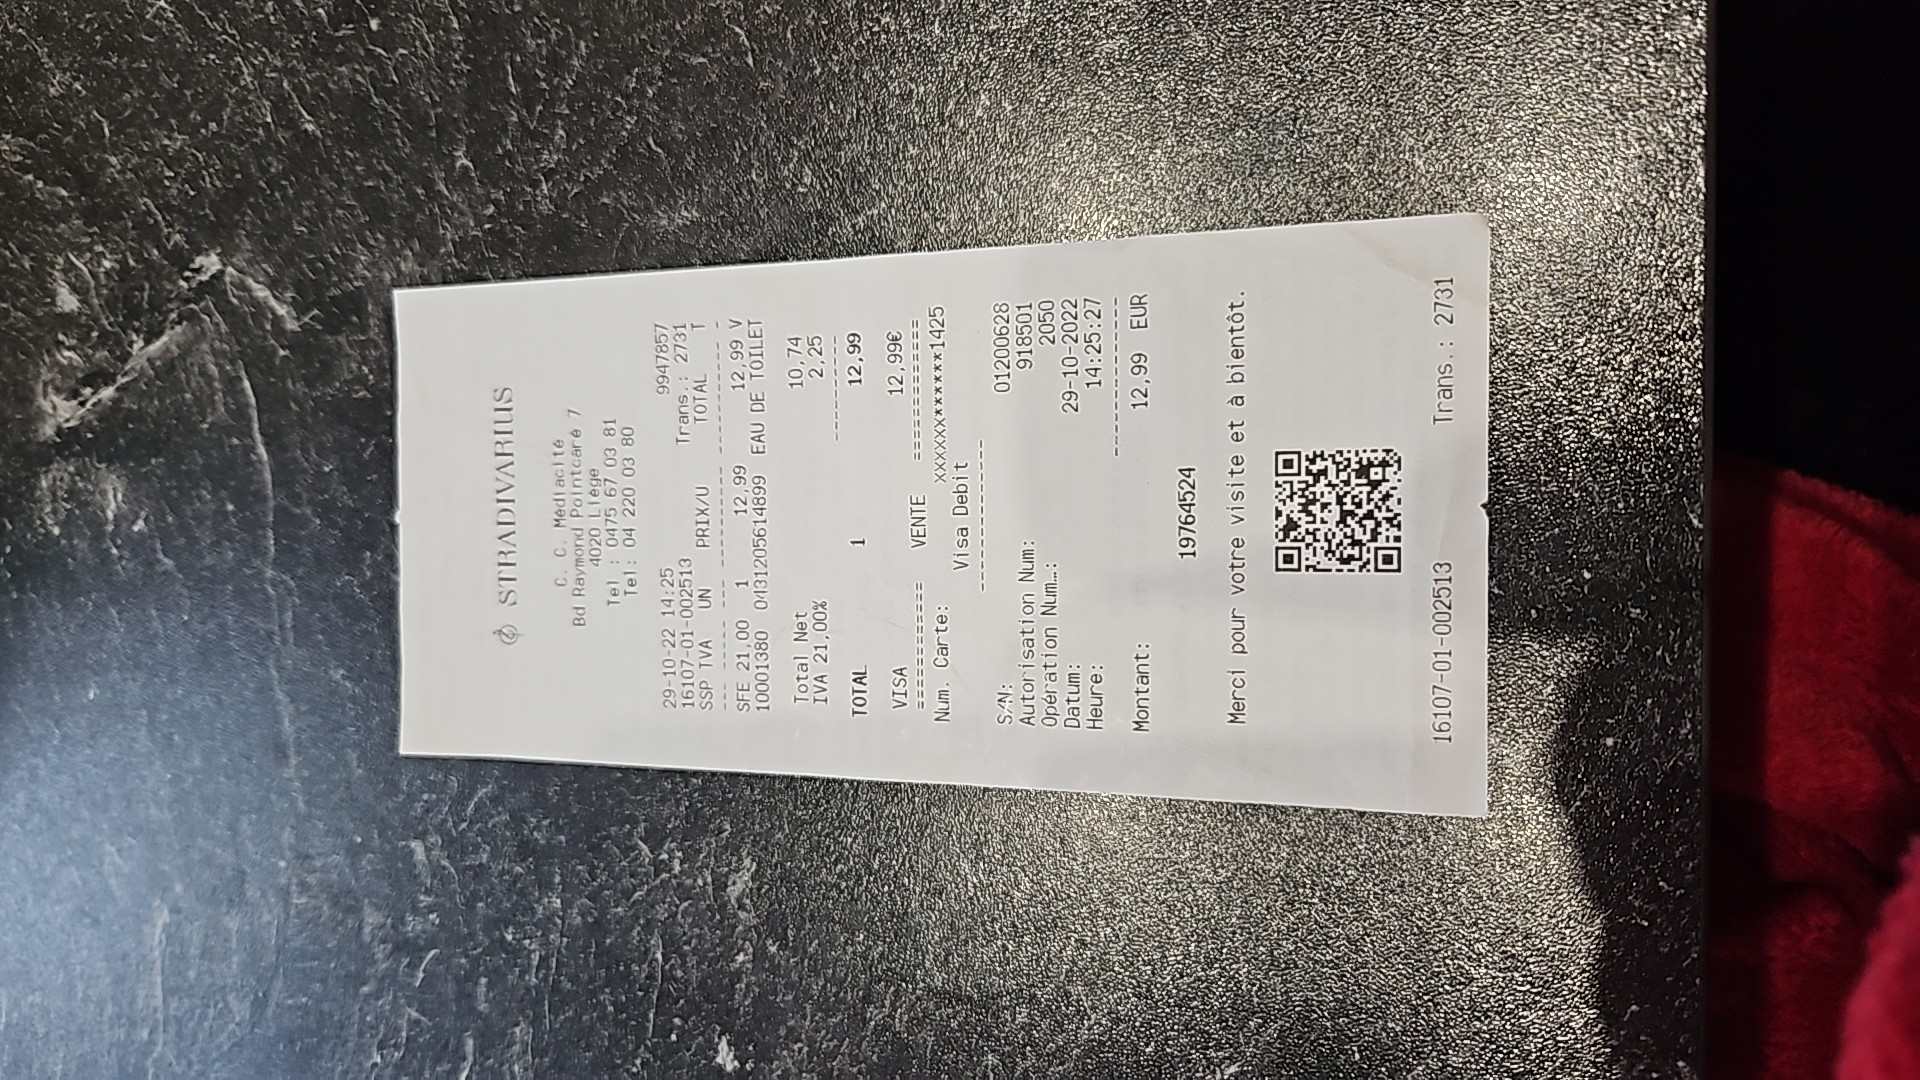 STRADIVARIUS
C. C. Médiacité
Bd Raymond Pointcaré 7
4020 Liège
Tel : 0475 67 03 81
Tel: 04 220 03 80
29-10-22 14:25 9947857
16107-01-002513 Trans.: 2731
SSP TVA UN PRIX/U TOTAL T
-- ---- --- -------- -------- -
SFE 21,00 1 12,99 12,99 V
10001380 0431205614899 EAU DE TOILET
Total Net 10,74
IVA 21,00% 2,25
----------
TOTAL 1 12,99
VISA 12,99€
============ VENTE =============
Num. Carte: XXXXXX*********1425
Visa Debit
---------------
S/N: 01200628
Autorisation Num: 918501
Opération Num…: 2050
Datum: 29-10-2022
Heure: 14:25:27
---------------
Montant: 12,99 EUR
19764524
Merci pour votre visite et à bientôt.
16107-01-002513 Trans.: 2731